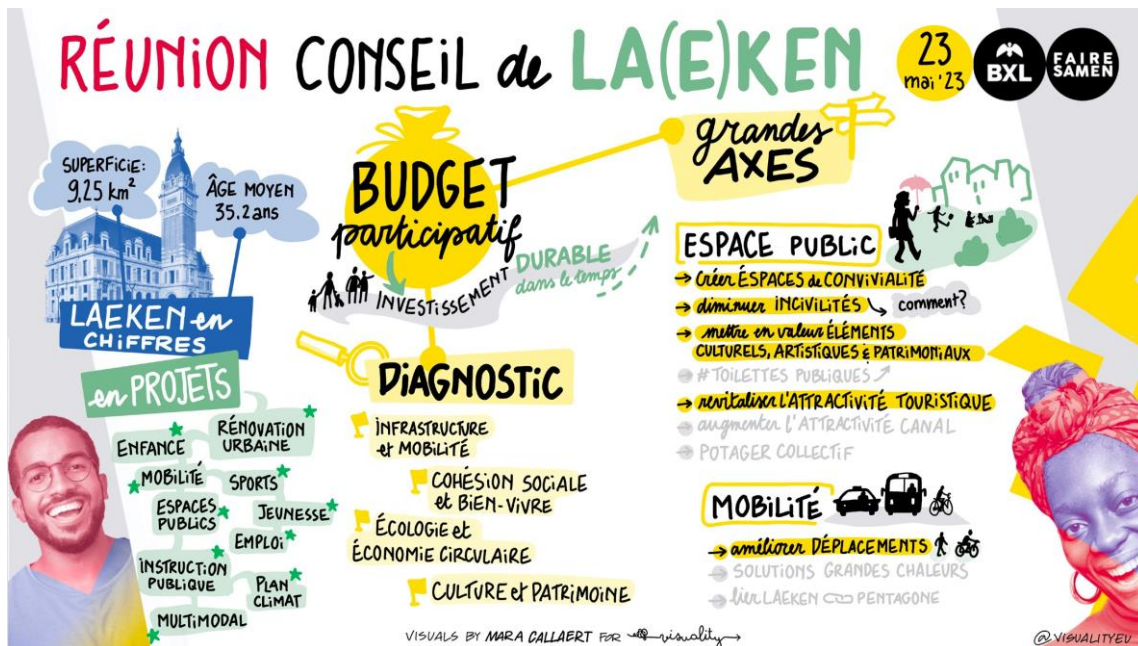 RÉUNION CONSEIL de LA(E)KEN
23
mai '23
BXL
FAIRE
SAMEN
SUPERFICIE:
9,25 km²
ÂGE MOYEN
35.2 ans
LAEKEN en
CHIFFRES
en PROJETS
ENFANCE
RÉNOVATION
URBAINE
MOBILITÉ
SPORTS
ESPACES
PUBLICS
JEUNESSE
EMPLOI
INSTRUCTION
PUBLIQUE
PLAN
CLIMAT
MULTIMODAL
BUDGET
participatif
INVESTISSEMENT
DURABLE
dans le temps
DIAGNOSTIC
INFRASTRUCTURE
et MOBILITÉ
COHÉSION SOCIALE
et BIEN-VIVRE
ÉCOLOGIE et
ÉCONOMIE CIRCULAIRE
CULTURE et PATRIMOINE
grandes
AXES
ESPACE PUBLIC
→ Créer ÉSPACES de CONVIVIALITÉ
→ diminuer INCIVILITÉS
comment?
→ mettre en valeur ÉLÉMENTS
CULTURELS, ARTISTIQUES & PATRIMONIAUX
→ # TOILETTES PUBLIQUES ↗
→ revitaliser L'ATTRACTIVITÉ TOURISTIQUE
→ augmenter L'ATTRACTIVITÉ CANAL
→ POTAGER COLLECTIF
MOBILITÉ
→ améliorer DÉPLACEMENTS
→ SOLUTIONS GRANDES CHALEURS
→ lier LAEKEN PENTAGONE
VISUALS BY MARA CALLAERT FOR visuality
@VISUALITYEU